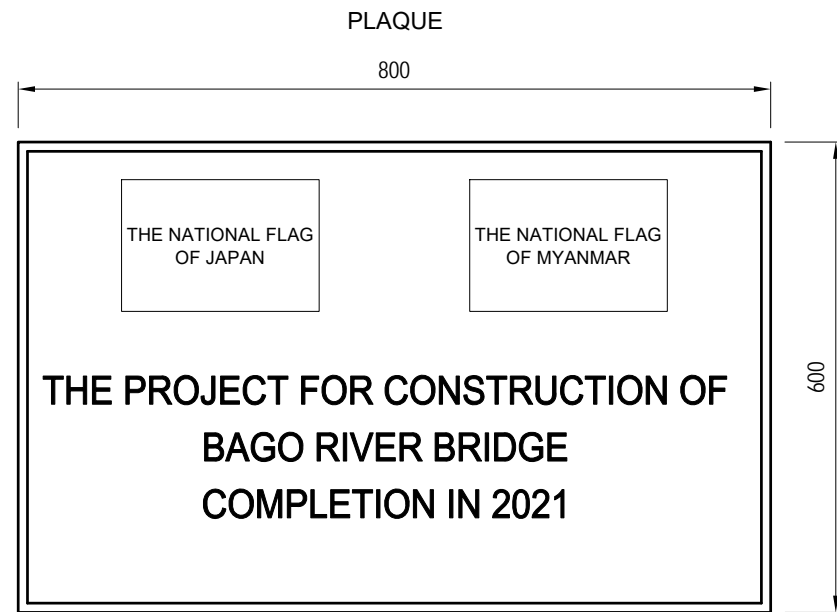 PLAQUE
800
THE NATIONAL FLAG
OF JAPAN
THE NATIONAL FLAG
OF MYANMAR
600
THE PROJECT FOR CONSTRUCTION OF
BAGO RIVER BRIDGE
COMPLETION IN 2021